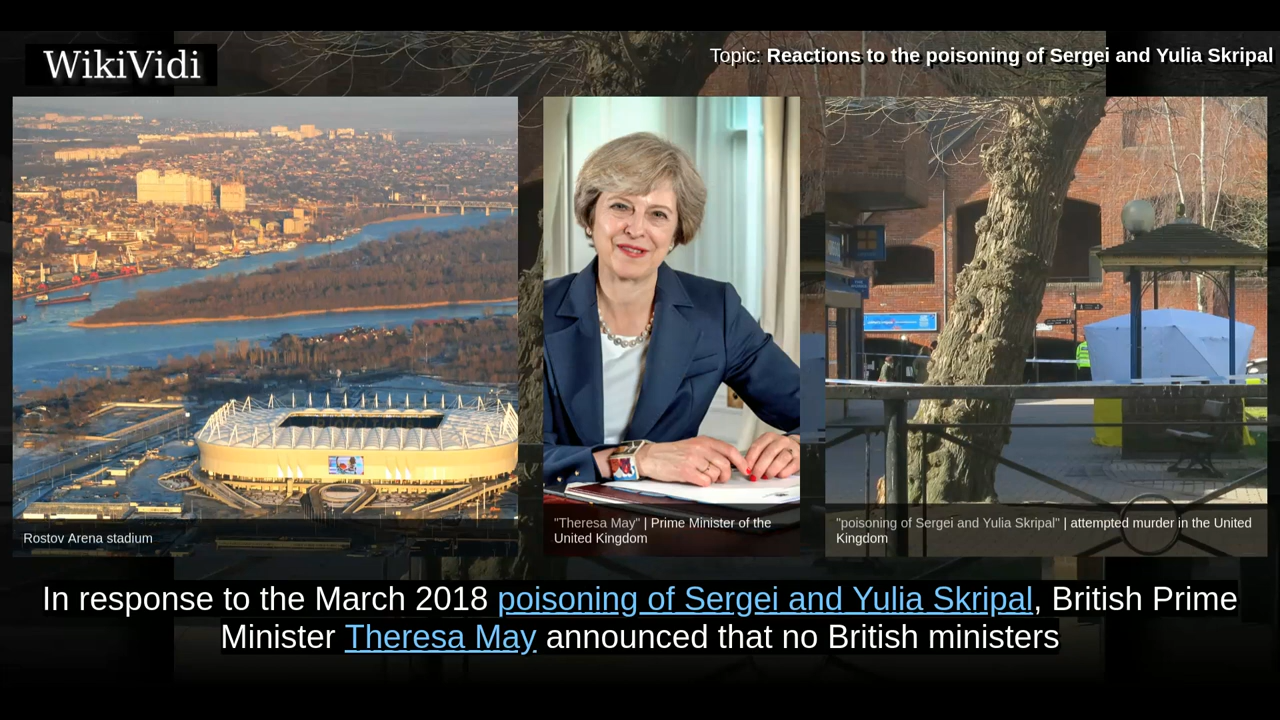 WikiVidi
Topic: Reactions to the poisoning of Sergei and Yulia Skripal
Rostov Arena stadium
"Theresa May" | Prime Minister of the
United Kingdom
"poisoning of Sergei and Yulia Skripal" | attempted murder in the United
Kingdom
In response to the March 2018 poisoning of Sergei and Yulia Skripal, British Prime
Minister Theresa May announced that no British ministers